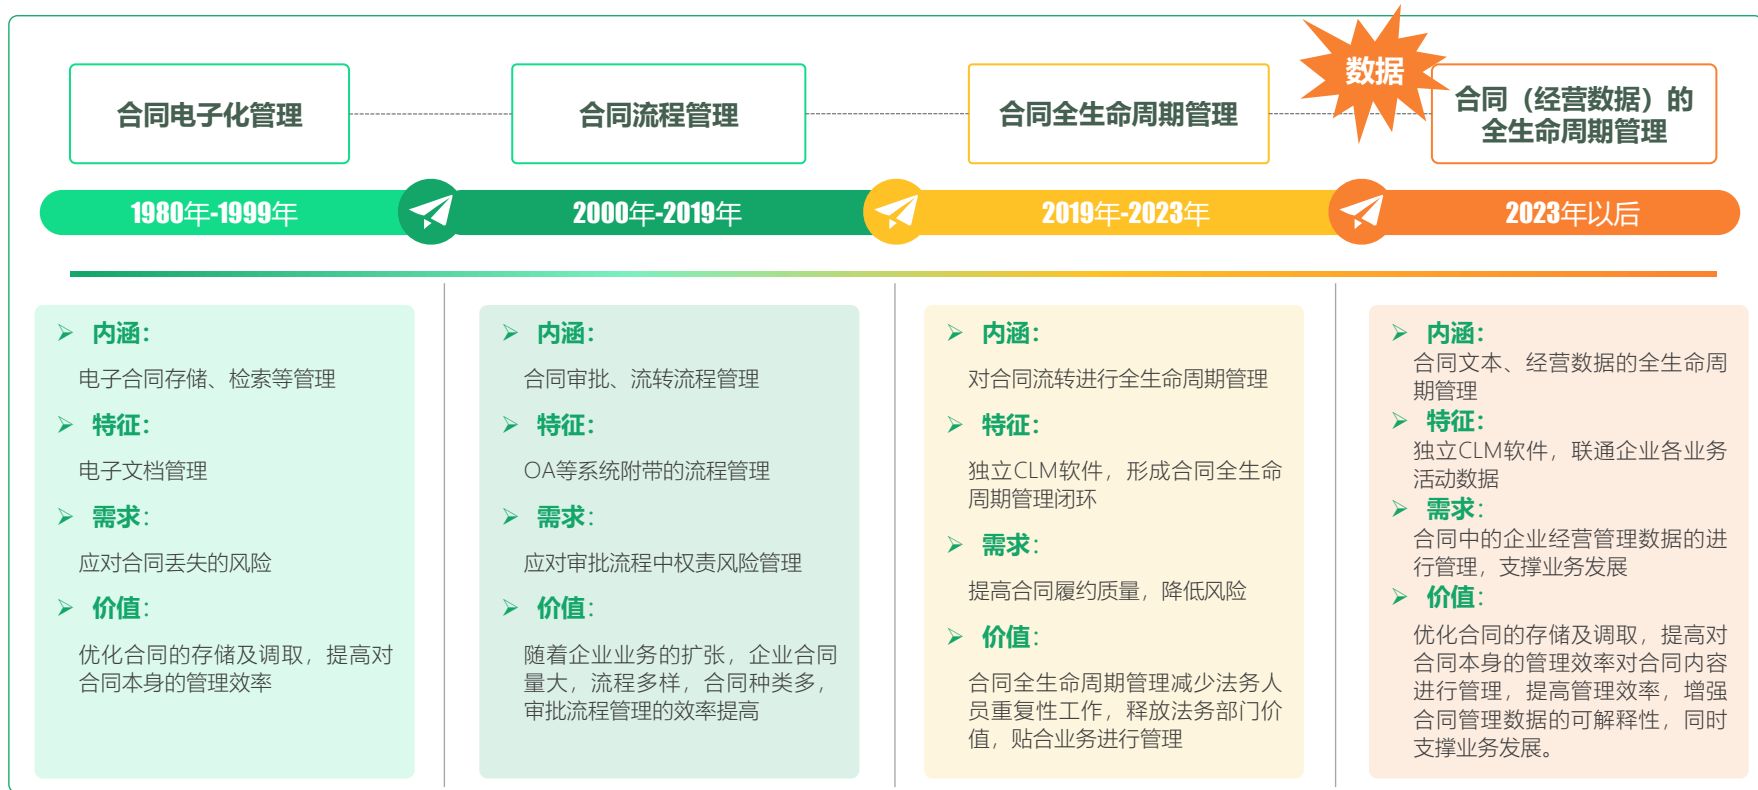 数据
合同电子化管理
合同流程管理
合同全生命周期管理
合同（经营数据）的
全生命周期管理
1980年-1999年
2000年-2019年
2019年-2023年
2023年以后
内涵：
电子合同存储、检索等管理
特征：
电子文档管理
需求：
应对合同丢失的风险
价值：
优化合同的存储及调取，提高对
合同本身的管理效率
内涵：
合同审批、流转流程管理
特征：
OA等系统附带的流程管理
需求：
应对审批流程中权责风险管理
价值：
随着企业业务的扩张，企业合同
量大，流程多样，合同种类多，
审批流程管理的效率提高
内涵：
对合同流转进行全生命周期管理
特征：
独立CLM软件，形成合同全生命
周期管理闭环
需求：
提高合同履约质量，降低风险
价值：
合同全生命周期管理减少法务人
员重复性工作，释放法务部门价
值，贴合业务进行管理
内涵：
合同文本、经营数据的全生命周
期管理
特征：
独立CLM软件，联通企业各业务
活动数据
需求：
合同中的企业经营管理数据的进
行管理，支撑业务发展
价值：
优化合同的存储及调取，提高对
合同本身的管理效率对合同内容
进行管理，提高管理效率，增强
合同管理数据的可解释性，同时
支撑业务发展。